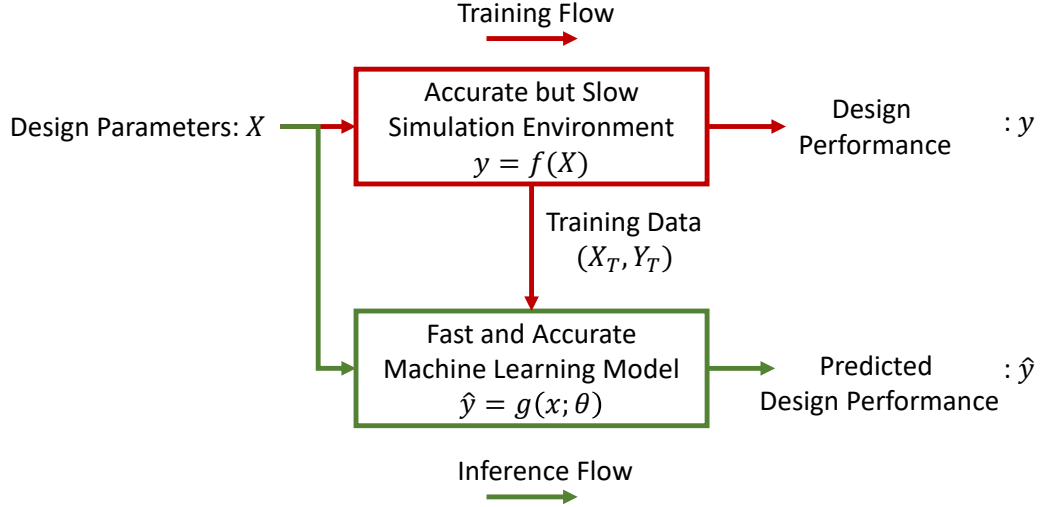 Training Flow
Accurate but Slow
Simulation Environment
y = f(X)
Design Parameters: X
Design
Performance
: y
Training Data
(X_T, Y_T)
Fast and Accurate
Machine Learning Model
ŷ = g(x; θ)
Predicted
Design Performance
: ŷ
Inference Flow